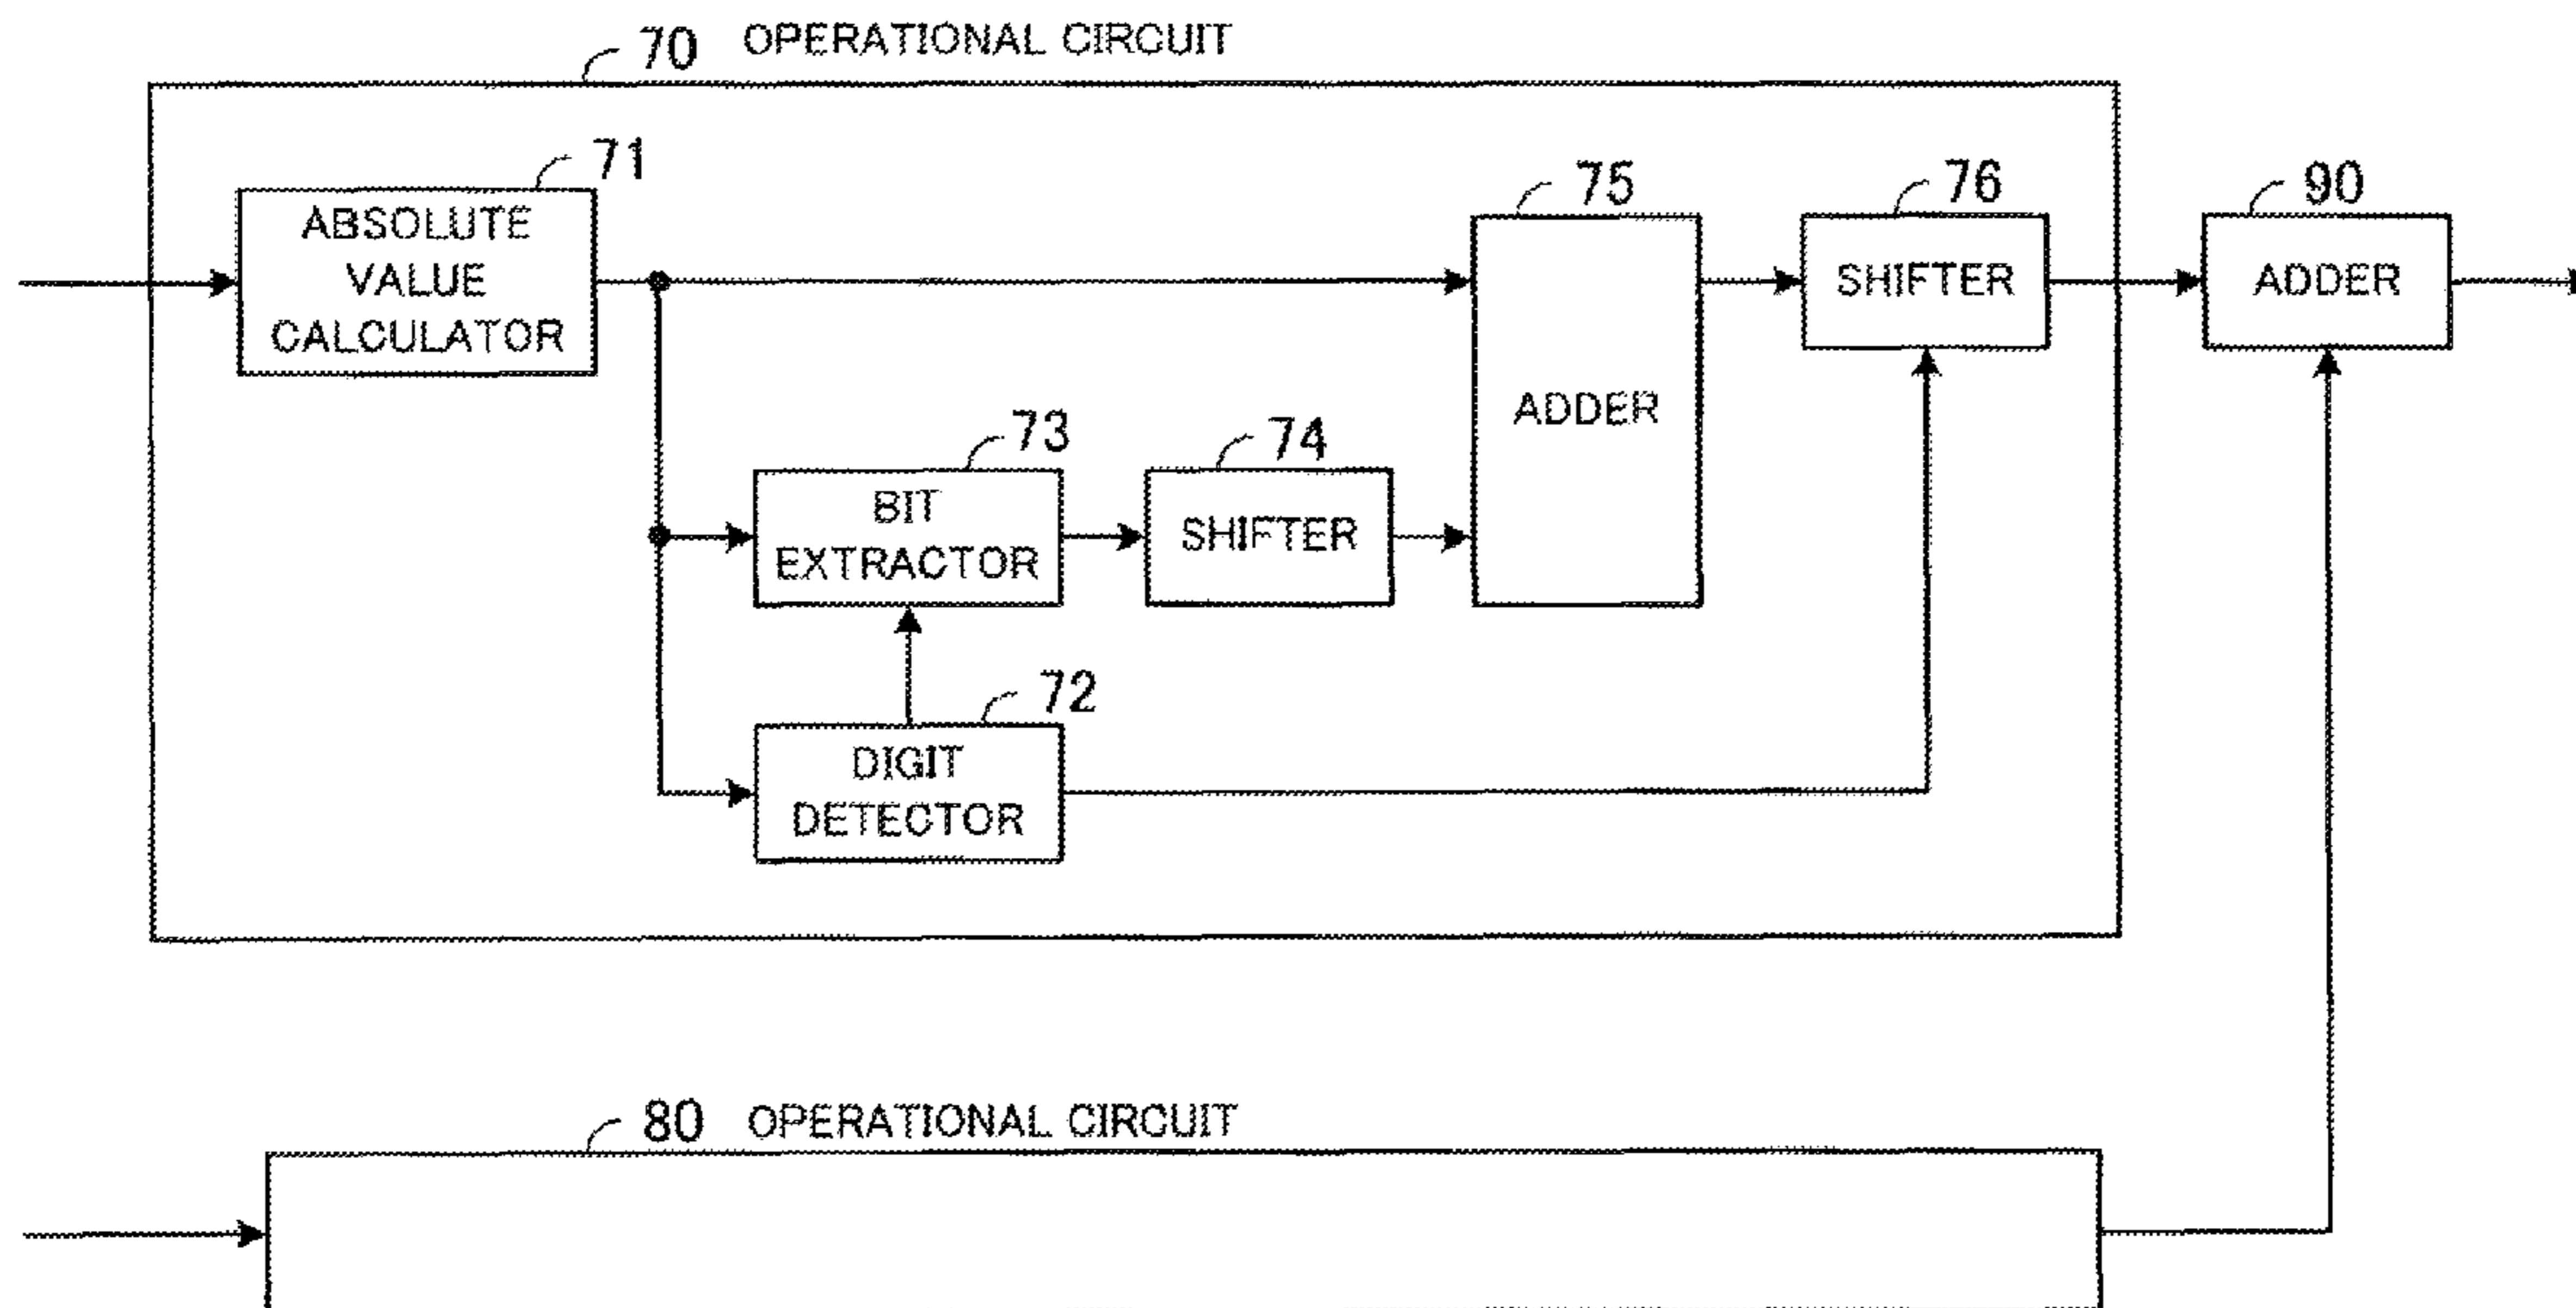 70 OPERATIONAL CIRCUIT
71
ABSOLUTE
VALUE
CALCULATOR
75
ADDER
76
SHIFTER
90
ADDER
73
BIT
EXTRACTOR
74
SHIFTER
72
DIGIT
DETECTOR
80 OPERATIONAL CIRCUIT